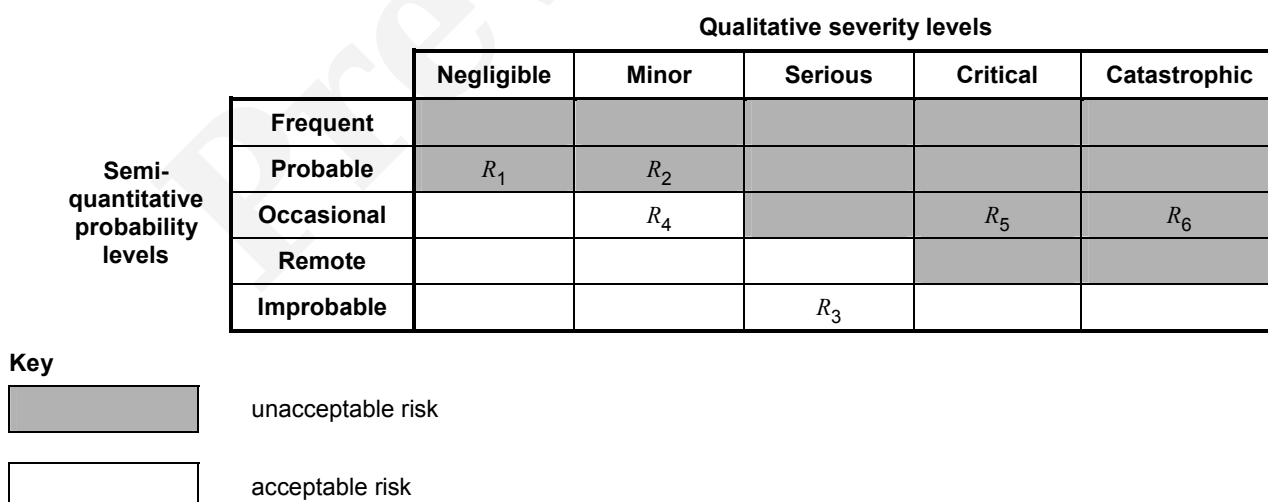 Pre
Qualitative severity levels
Negligible Minor Serious Critical Catastrophic
Frequent
Semi-
quantitative
probability
levels
Probable R1 R2
Occasional R4 R5 R6
Remote
Improbable R3
Key
unacceptable risk
acceptable risk